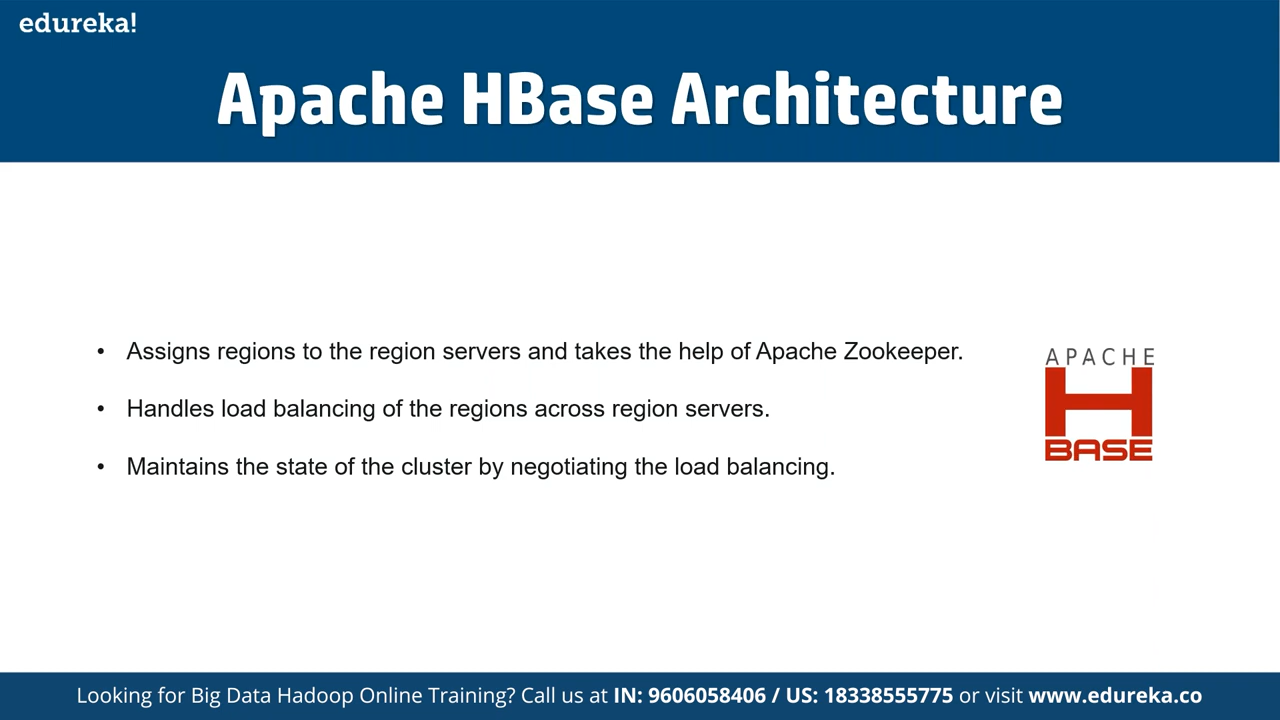 edureka!
Apache HBase Architecture
• Assigns regions to the region servers and takes the help of Apache Zookeeper.
• Handles load balancing of the regions across region servers.
• Maintains the state of the cluster by negotiating the load balancing.
APACHE
H
BASE
Looking for Big Data Hadoop Online Training? Call us at IN: 9606058406 / US: 18338555775 or visit www.edureka.co